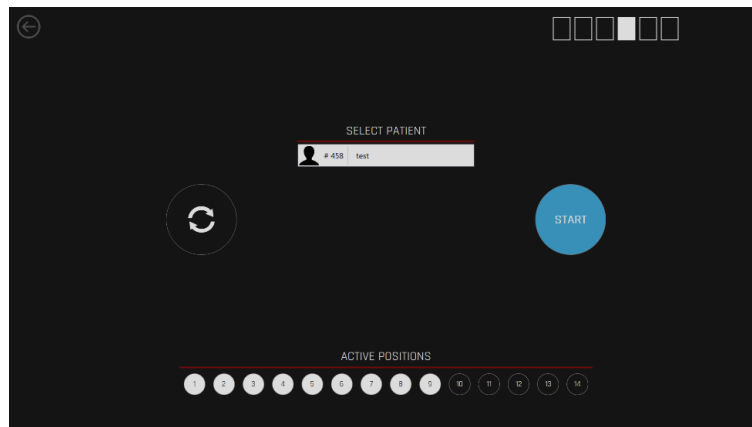 SELECT PATIENT
# 458 test
START
ACTIVE POSITIONS
1 2 3 4 5 6 7 8 9 10 11 12 13 14